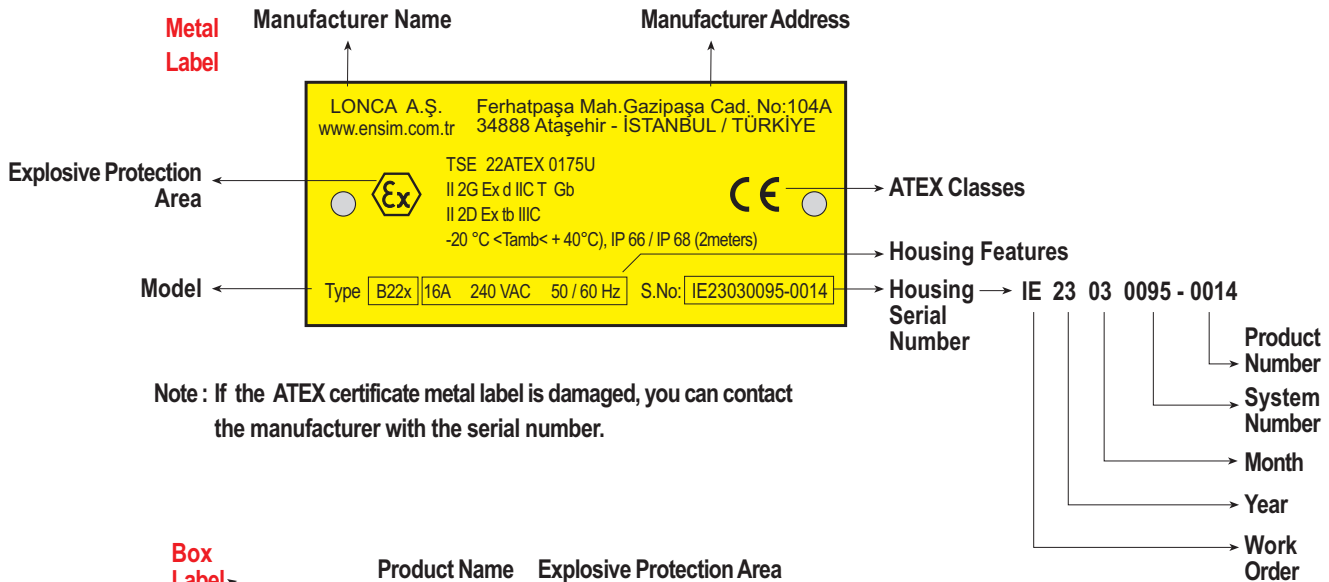 Metal
Label
Manufacturer Name
Manufacturer Address
LONCA A.Ş.
www.ensim.com.tr
Ferhatpaşa Mah.Gazipaşa Cad. No:104A
34888 Ataşehir - İSTANBUL / TÜRKİYE
Explosive Protection
Area
Ex
TSE 22ATEX 0175U
II 2G Ex d IIC T Gb
II 2D Ex tb IIIC
-20 °C <Tamb< + 40°C), IP 66 / IP 68 (2meters)
CE
ATEX Classes
Housing Features
Model
Type B22x 16A 240 VAC 50 / 60 Hz S.No: IE23030095-0014
Housing
Serial
Number
IE 23 03 0095 - 0014
Product
Number
System
Number
Month
Year
Work
Order
Note : If the ATEX certificate metal label is damaged, you can contact
the manufacturer with the serial number.
Box
Label
Product Name
Explosive Protection Area